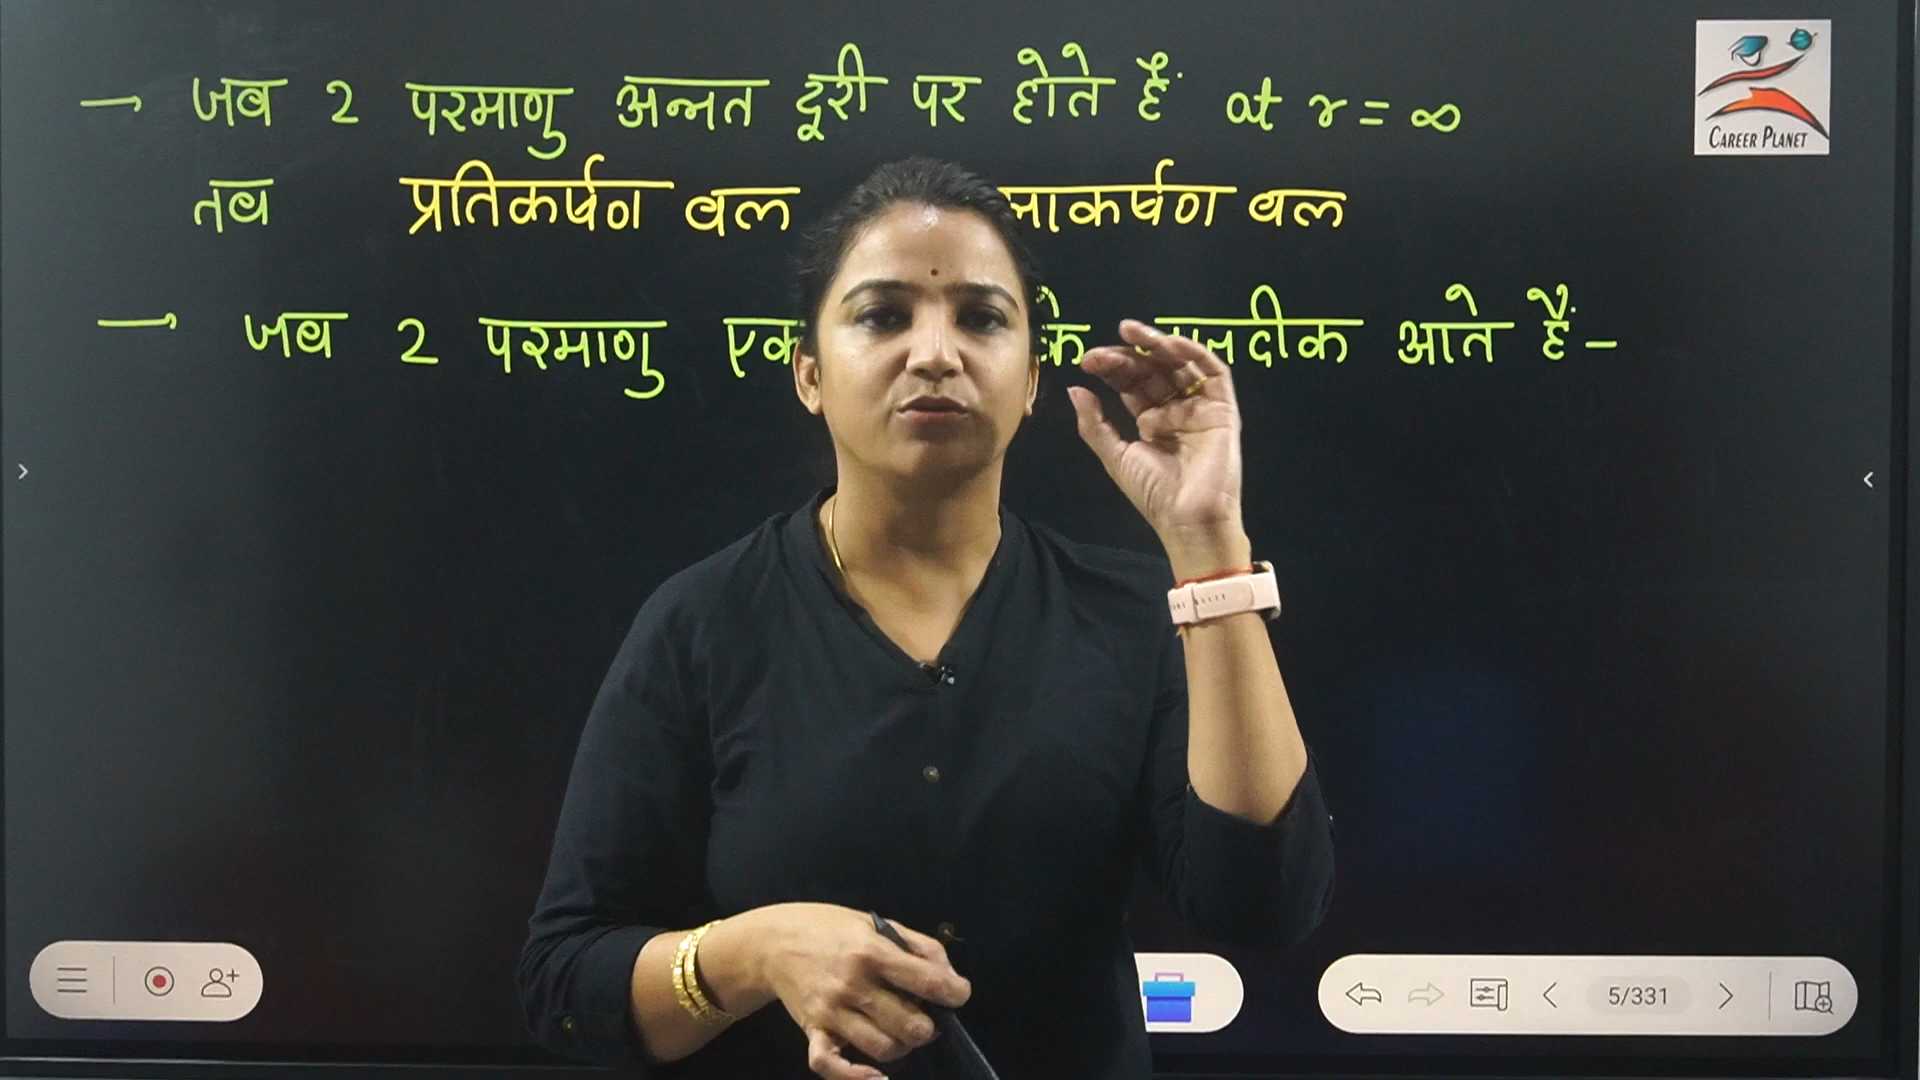 → जब 2 परमाणु अनन्त दूरी पर होते हैं at r = ∞
तब प्रतिकर्षण बल आकर्षण बल
→ जब 2 परमाणु एक के नजदीक आते हैं –
CAREER PLANET
5/331